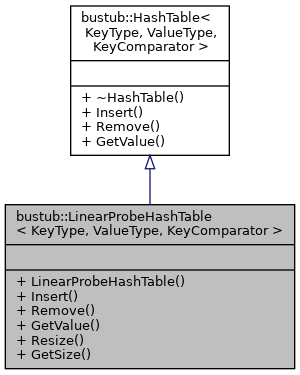 bustub::HashTable<
KeyType, ValueType,
KeyComparator >
+ ~HashTable()
+ Insert()
+ Remove()
+ GetValue()
bustub::LinearProbeHashTable
< KeyType, ValueType, KeyComparator >
+ LinearProbeHashTable()
+ Insert()
+ Remove()
+ GetValue()
+ Resize()
+ GetSize()